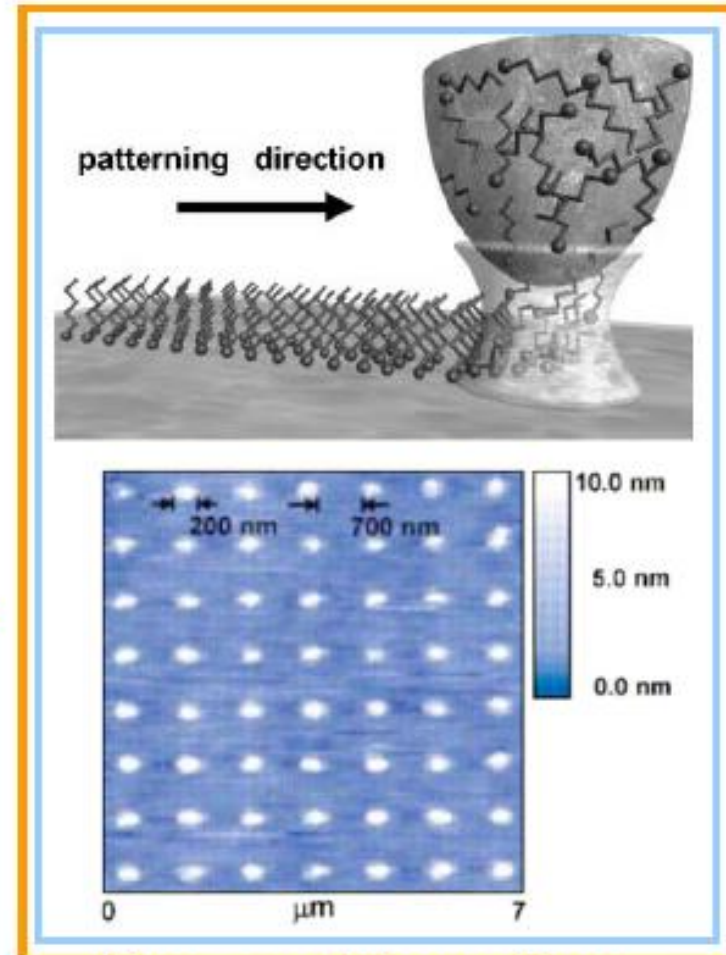 patterning direction
200 nm 700 nm
10.0 nm
5.0 nm
0.0 nm
0 μm 7